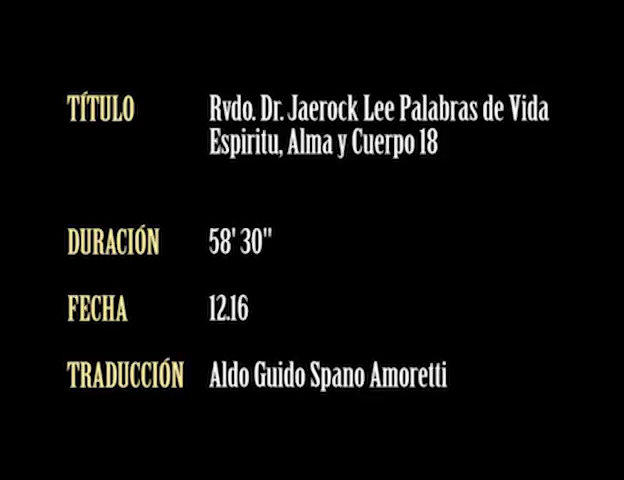 TÍTULO Rvdo. Dr. Jaerock Lee Palabras de Vida
Espiritu, Alma y Cuerpo 18
DURACIÓN 58' 30"
FECHA 12.16
TRADUCCIÓN Aldo Guido Spano Amoretti